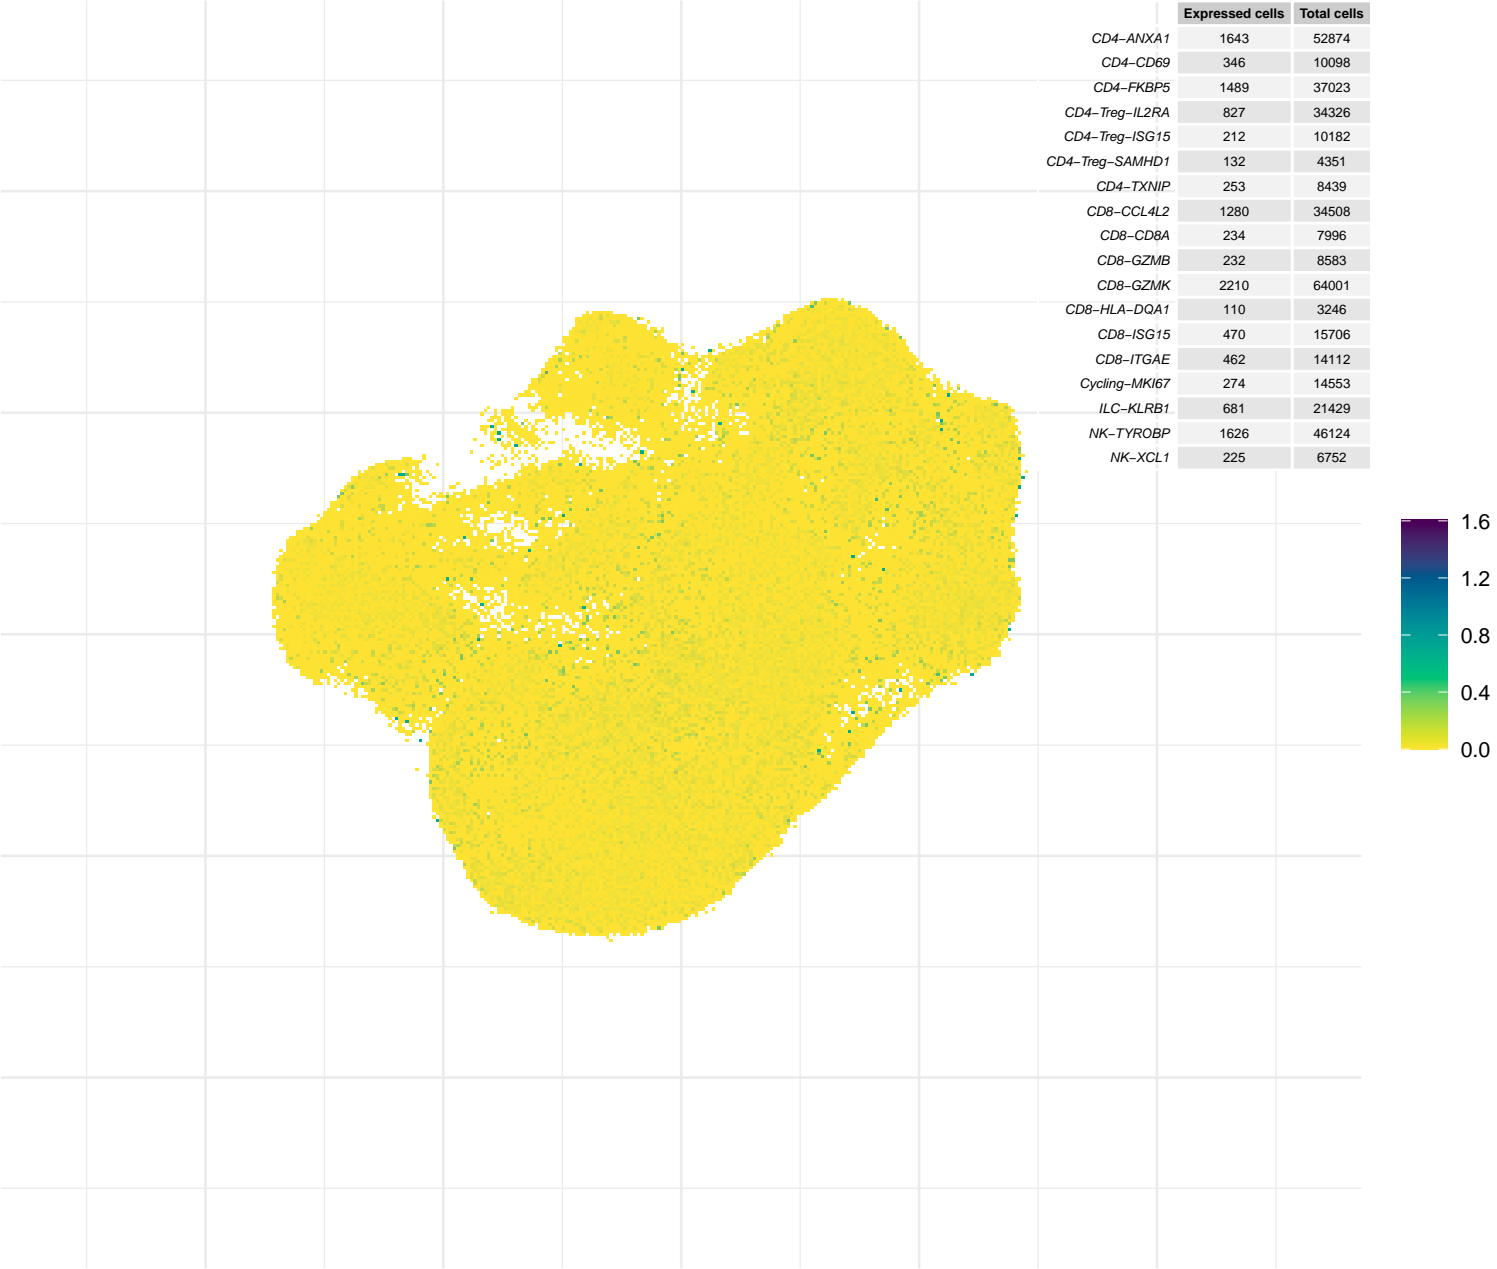 Expressed cells Total cells
CD4−ANXA1 1643 52874
CD4−CD69 346 10098
CD4−FKBP5 1489 37023
CD4−Treg−IL2RA 827 34326
CD4−Treg−ISG15 212 10182
CD4−Treg−SAMHD1 132 4351
CD4−TXNIP 253 8439
CD8−CCL4L2 1280 34508
CD8−CD8A 234 7996
CD8−GZMB 232 8583
CD8−GZMK 2210 64001
CD8−HLA−DQA1 110 3246
CD8−ISG15 470 15706
CD8−ITGAE 462 14112
Cycling−MKI67 274 14553
ILC−KLRB1 681 21429
NK−TYROBP 1626 46124
NK−XCL1 225 6752
1.6
1.2
0.8
0.4
0.0